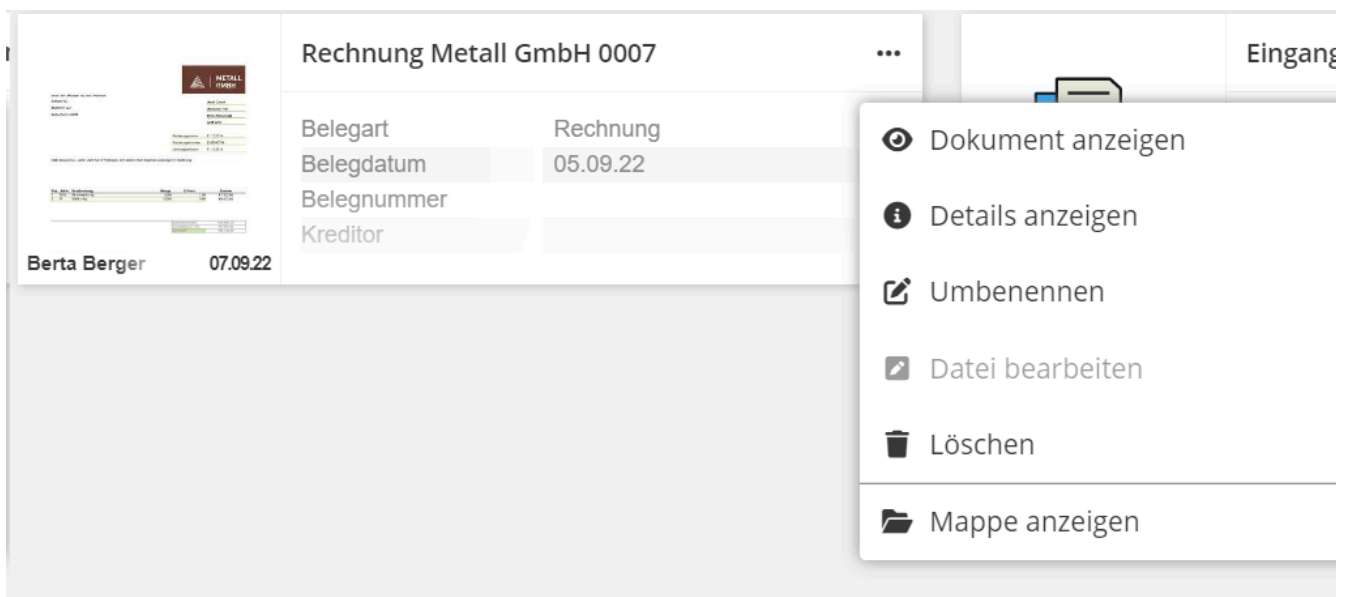 Rechnung Metall GmbH 0007
Eingang
METALL
GMBH
Belegart Rechnung
Belegdatum 05.09.22
Belegnummer
Kreditor
Berta Berger 07.09.22
Dokument anzeigen
Details anzeigen
Umbenennen
Datei bearbeiten
Löschen
Mappe anzeigen